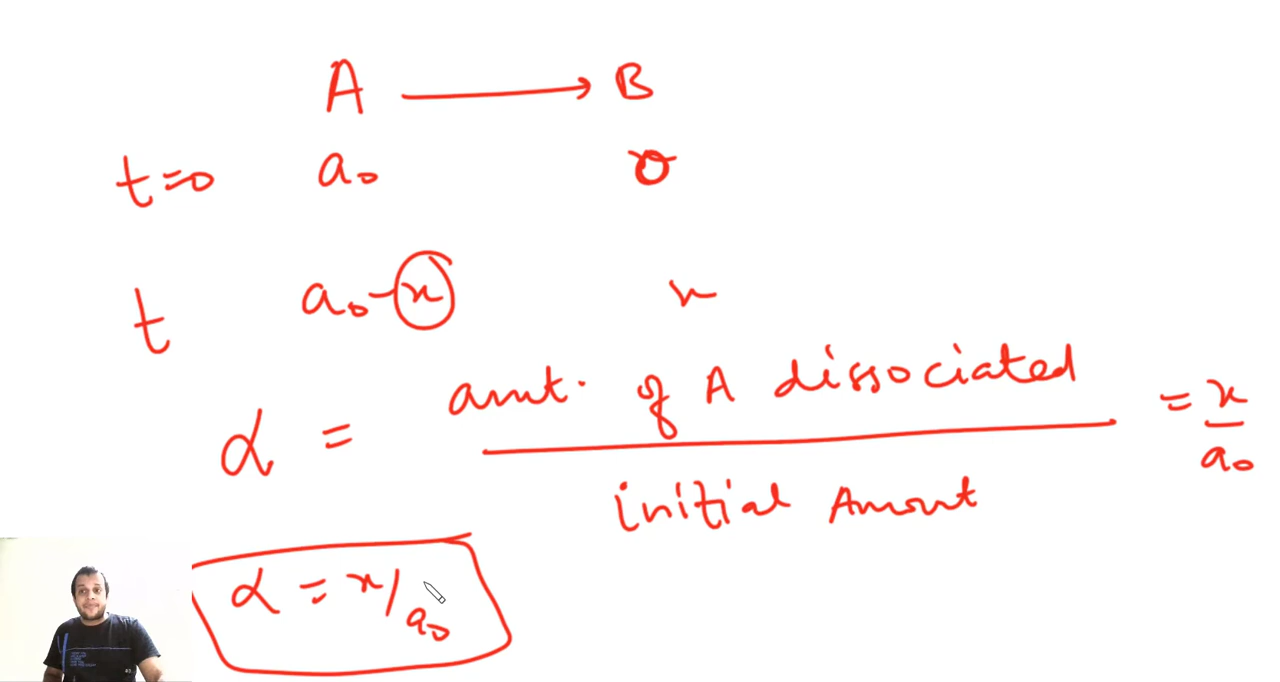 A → B
t=0 a₀ 0
t a₀-x x
α = amt. of A dissociated / initial Amount = x/a₀
α = x/a₀